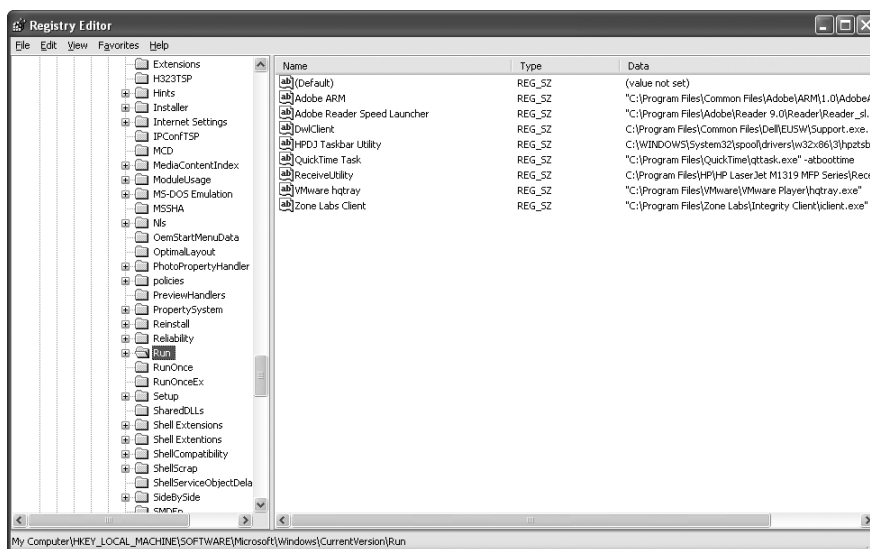 Registry Editor
File Edit View Favorites Help
Extensions
H323TSP
Hints
Installer
Internet Settings
IPConfTSP
MCD
MediaContentIndex
ModuleUsage
MS-DOS Emulation
MSSHA
Nls
OemStartMenuData
OptimalLayout
PhotoPropertyHandler
policies
PreviewHandlers
PropertySystem
Reinstall
Reliability
Run
RunOnce
RunOnceEx
Setup
SharedDLLs
Shell Extensions
Shell Extentions
ShellCompatibility
ShellScrap
ShellServiceObjectDela
SideBySide
Name Type Data
(Default) REG_SZ (value not set)
Adobe ARM REG_SZ "C:\Program Files\Common Files\Adobe\ARM\1.0\AdobeA
Adobe Reader Speed Launcher REG_SZ "C:\Program Files\Adobe\Reader 9.0\Reader\Reader_sl.
DwlClient REG_SZ C:\Program Files\Common Files\Dell\EUSW\Support.exe.
HPDJ Taskbar Utility REG_SZ C:\WINDOWS\System32\spool\drivers\w32x86\3\hpztsb
QuickTime Task REG_SZ "C:\Program Files\QuickTime\qttask.exe" -atboottime
ReceiveUtility REG_SZ C:\Program Files\HP\HP LaserJet M1319 MFP Series\Rece
VMware hqtray REG_SZ "C:\Program Files\VMware\VMware Player\hqtray.exe"
Zone Labs Client REG_SZ "C:\Program Files\Zone Labs\Integrity Client\iclient.exe"
My Computer\HKEY_LOCAL_MACHINE\SOFTWARE\Microsoft\Windows\CurrentVersion\Run